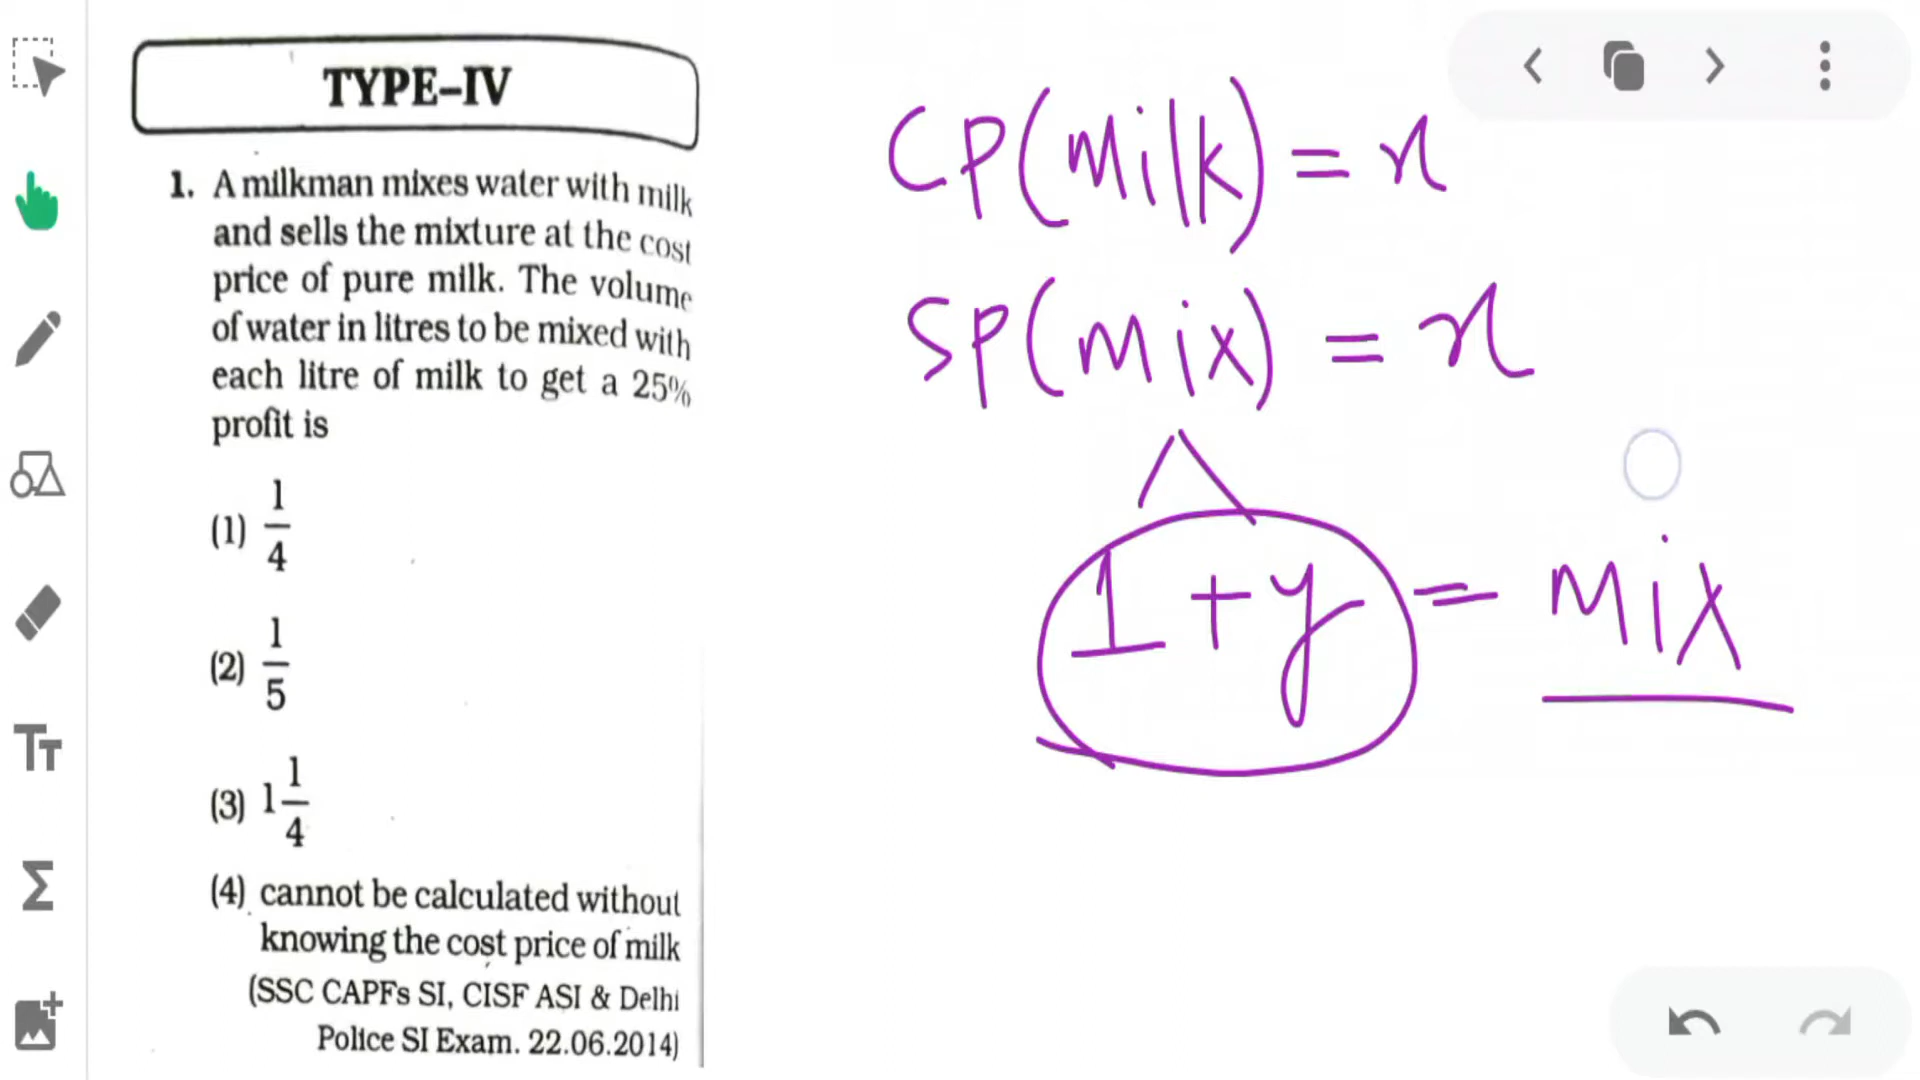 TYPE–IV
1. A milkman mixes water with milk
and sells the mixture at the cost
price of pure milk. The volume
of water in litres to be mixed with
each litre of milk to get a 25%
profit is
(1) 1/4
(2) 1/5
(3) 1 1/4
(4) cannot be calculated without
knowing the cost price of milk
(SSC CAPFs SI, CISF ASI & Delhi
Police SI Exam. 22.06.2014)
CP(Milk) = x
SP(Mix) = x
1 + y = Mix
Tт
Σ